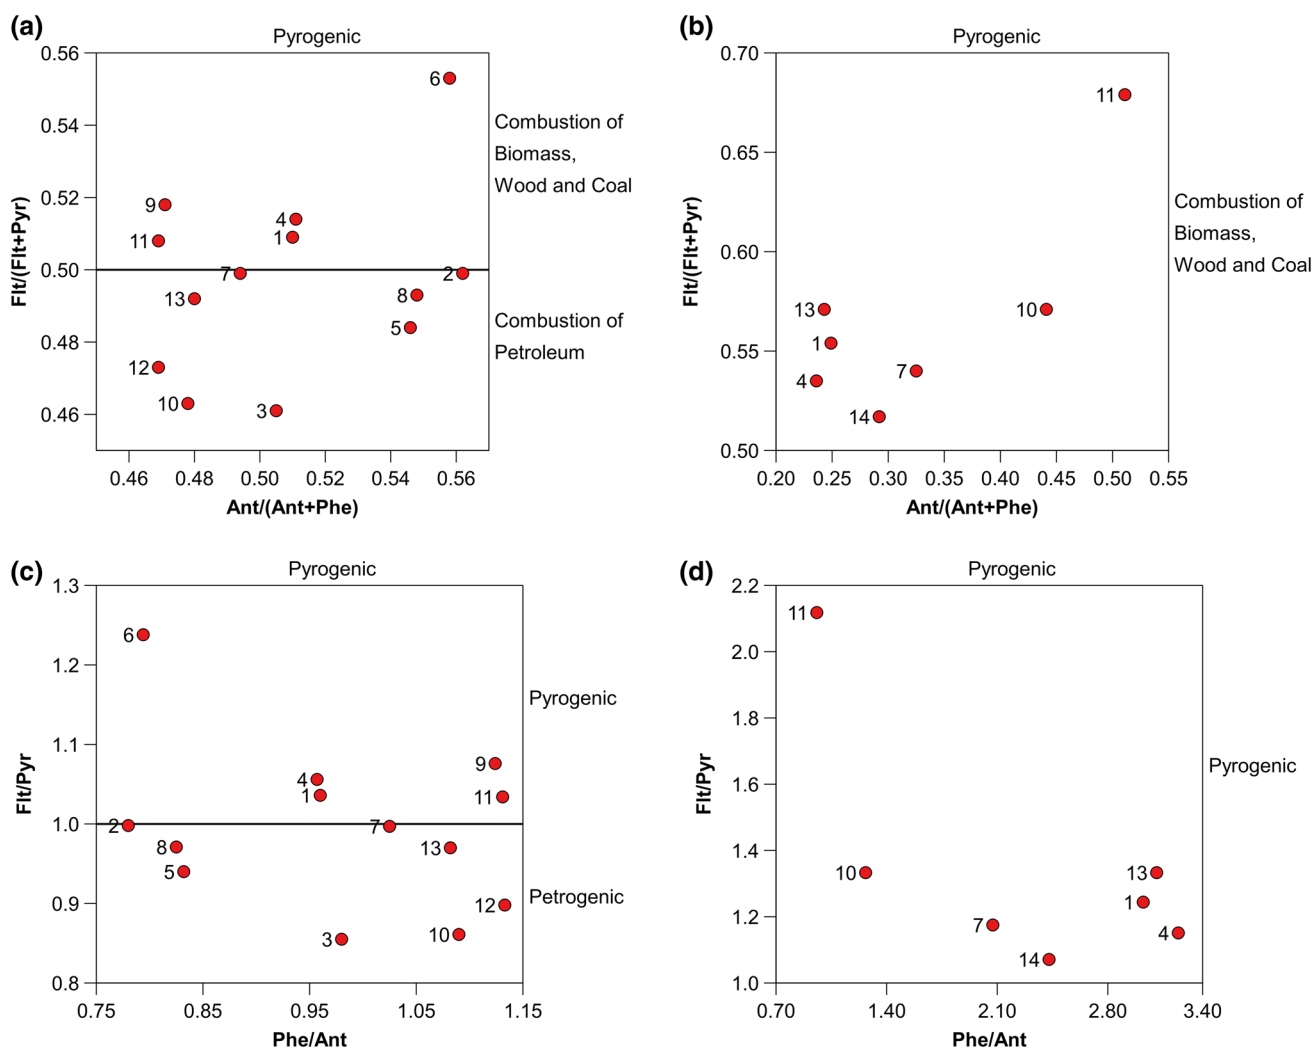 (a)
Pyrogenic
0.56
0.54
0.52
0.50
0.48
0.46
Flt/(Flt+Pyr)
6
9
4
11
1
7
2
13
8
5
12
10
3
Combustion of
Biomass,
Wood and Coal
Combustion of
Petroleum
0.46 0.48 0.50 0.52 0.54 0.56
Ant/(Ant+Phe)
(b)
Pyrogenic
0.70
0.65
0.60
0.55
0.50
Flt/(Flt+Pyr)
11
13
10
1
7
4
14
Combustion of
Biomass,
Wood and Coal
0.20 0.25 0.30 0.35 0.40 0.45 0.50 0.55
Ant/(Ant+Phe)
(c)
Pyrogenic
1.3
1.2
1.1
1.0
0.9
0.8
Flt/Pyr
6
9
4
1
11
2
7
8
13
5
12
10
3
Pyrogenic
Petrogenic
0.75 0.85 0.95 1.05 1.15
Phe/Ant
(d)
Pyrogenic
2.2
2.0
1.8
1.6
1.4
1.2
1.0
Flt/Pyr
11
10
13
1
7
4
14
Pyrogenic
0.70 1.40 2.10 2.80 3.40
Phe/Ant